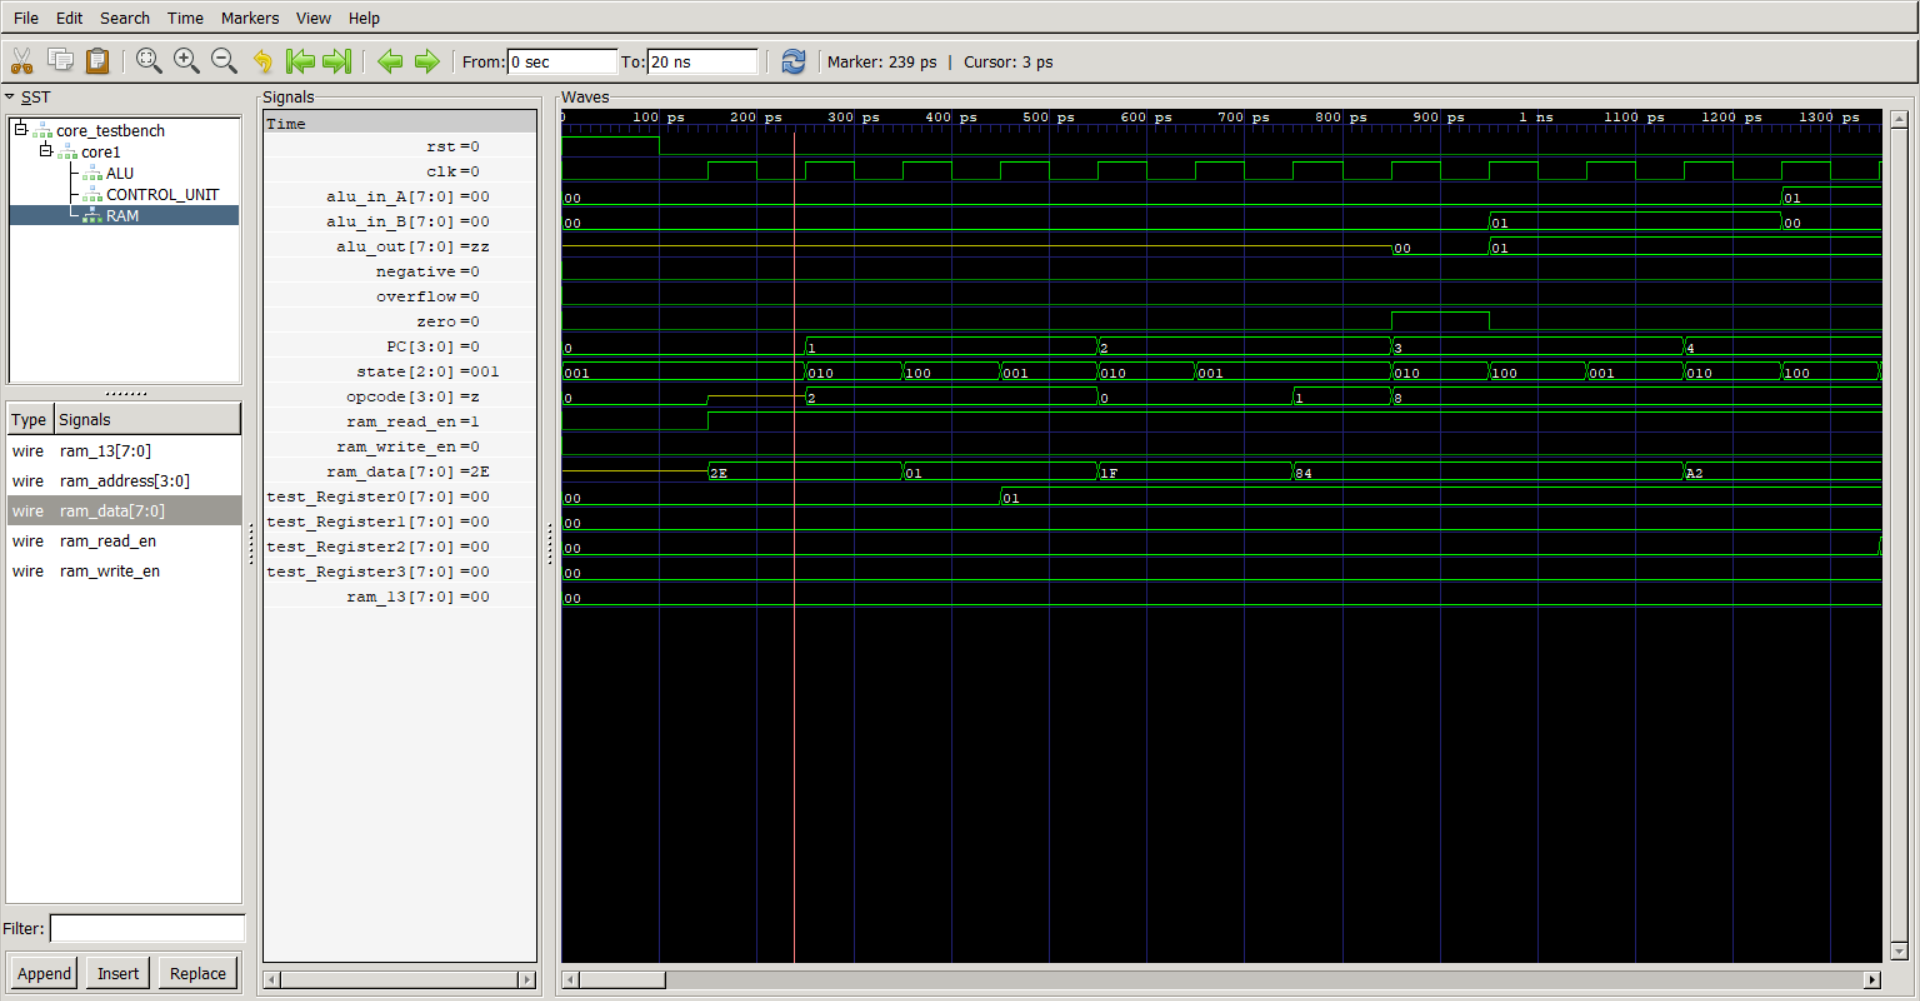 File Edit Search Time Markers View Help
From: 0 sec To: 20 ns Marker: 239 ps | Cursor: 3 ps
SST
core_testbench
core1
ALU
CONTROL_UNIT
RAM
Type Signals
wire ram_13[7:0]
wire ram_address[3:0]
wire ram_data[7:0]
wire ram_read_en
wire ram_write_en
Filter:
Append Insert Replace
Signals
Time
rst=0
clk=0
alu_in_A[7:0]=00
alu_in_B[7:0]=00
alu_out[7:0]=zz
negative=0
overflow=0
zero=0
PC[3:0]=0
state[2:0]=001
opcode[3:0]=z
ram_read_en=1
ram_write_en=0
ram_data[7:0]=2E
test_Register0[7:0]=00
test_Register1[7:0]=00
test_Register2[7:0]=00
test_Register3[7:0]=00
ram_13[7:0]=00
Waves
0 100 ps 200 ps 300 ps 400 ps 500 ps 600 ps 700 ps 800 ps 900 ps 1 ns 1100 ps 1200 ps 1300 ps
00 01
00 01 00
00 01
0 1 2 3 4
001 010 100 001 010 001 010 100 001 010 100
0 2 0 1 8
2E 01 1F 84 A2
00 01
00
00
00
00